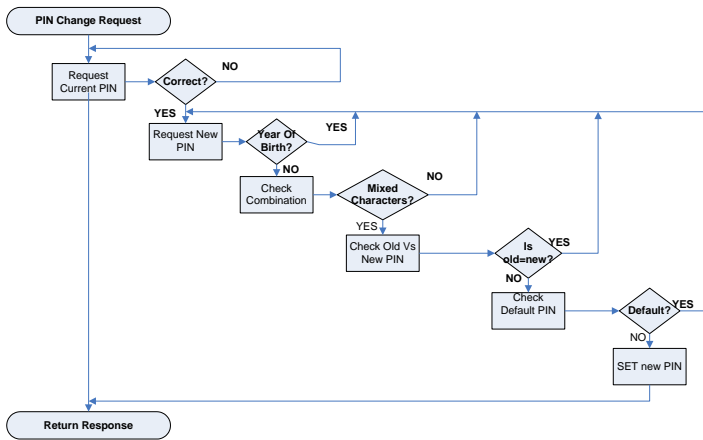 PIN Change Request
NO
Request
Current PIN
Correct?
YES
Request New
PIN
Year Of
Birth?
YES
NO
Check
Combination
Mixed
Characters?
NO
YES
Check Old Vs
New PIN
Is
old=new?
YES
NO
Check
Default PIN
Default?
YES
NO
SET new PIN
Return Response